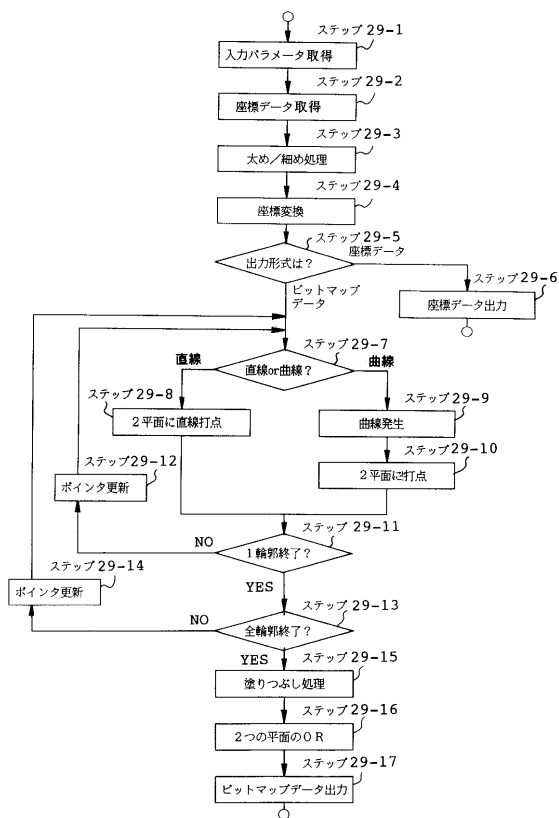 ステップ 29-1
入力パラメータ取得
ステップ 29-2
座標データ取得
ステップ 29-3
太め／細め処理
ステップ 29-4
座標変換
ステップ 29-5
出力形式は？
座標データ
ステップ 29-6
座標データ出力
ビットマップ
データ
ステップ 29-7
直線or曲線？
直線
曲線
ステップ 29-8
2平面に直線打点
ステップ 29-9
曲線発生
ステップ 29-10
2平面に打点
ステップ 29-12
ポインタ更新
ステップ 29-11
1輪郭終了？
NO
YES
ステップ 29-14
ポインタ更新
ステップ 29-13
全輪郭終了？
NO
YES
ステップ 29-15
塗りつぶし処理
ステップ 29-16
2つの平面のOR
ステップ 29-17
ビットマップデータ出力